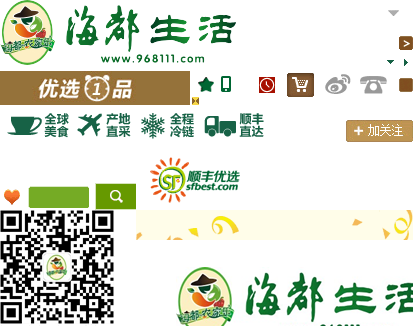 海都生活
www.968111.com
优选1品
全球美食
产地直采
全程冷链
顺丰直达
+ 加关注
SF
顺丰优选
sfbest.com
海都生活